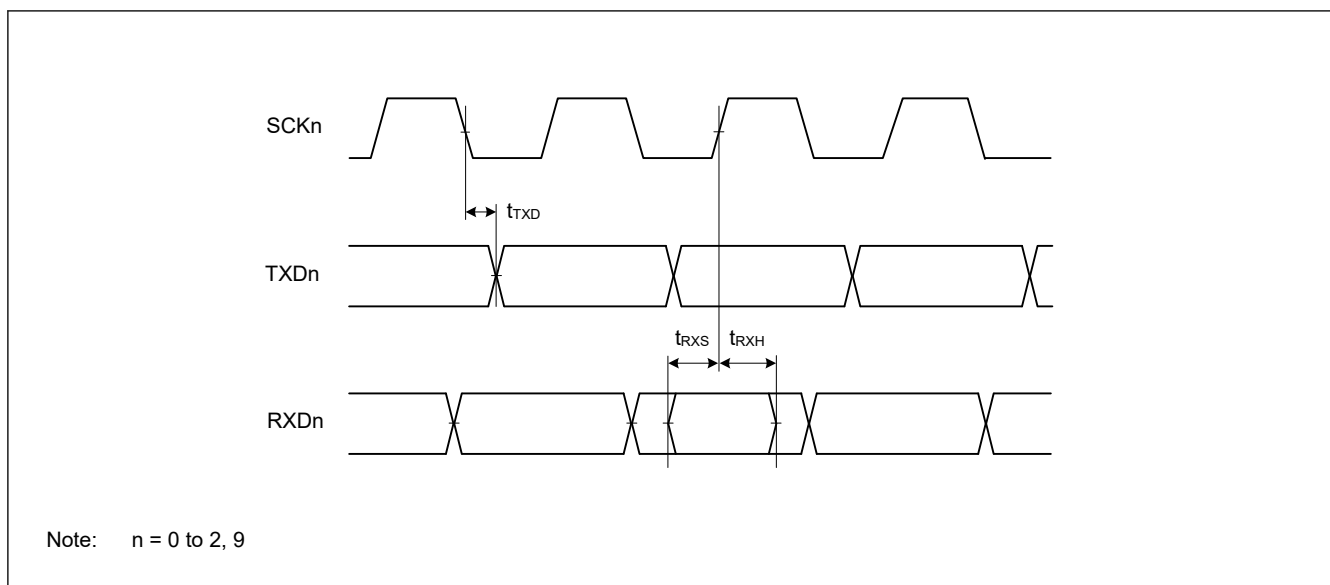 SCKn
tTXD
TXDn
tRXS tRXH
RXDn
Note: n = 0 to 2, 9